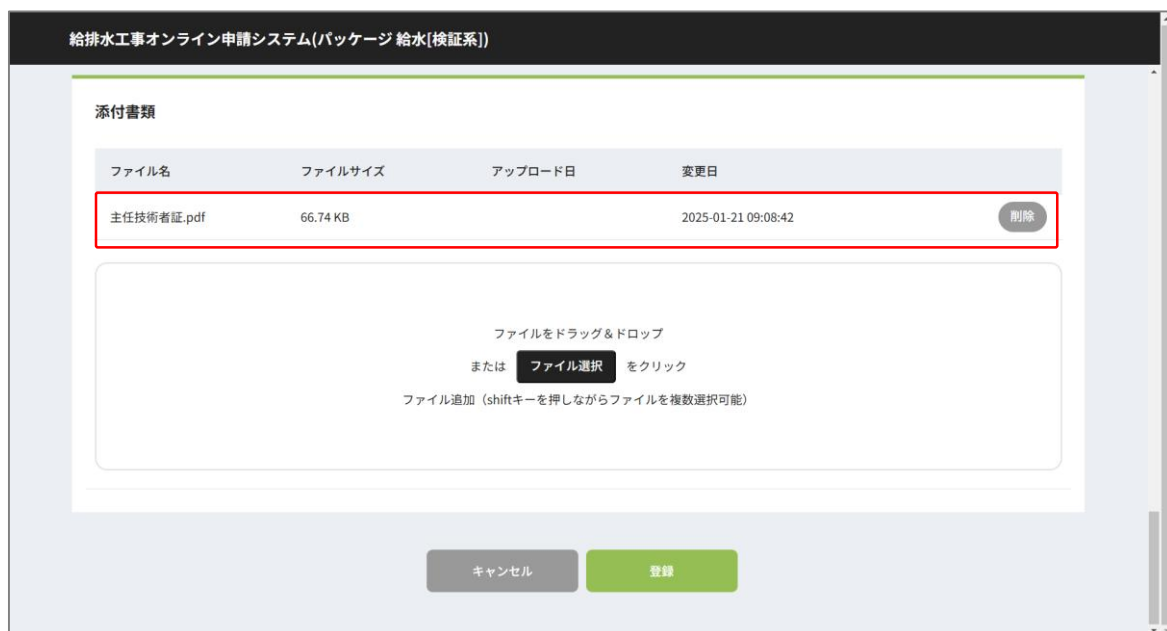 給排水工事オンライン申請システム(パッケージ 給水[検証系])
添付書類
ファイル名 ファイルサイズ アップロード日 変更日
主任技術者証.pdf 66.74 KB 2025-01-21 09:08:42 削除
ファイルをドラッグ&ドロップ
または ファイル選択 をクリック
ファイル追加（shiftキーを押しながらファイルを複数選択可能）
キャンセル 登録